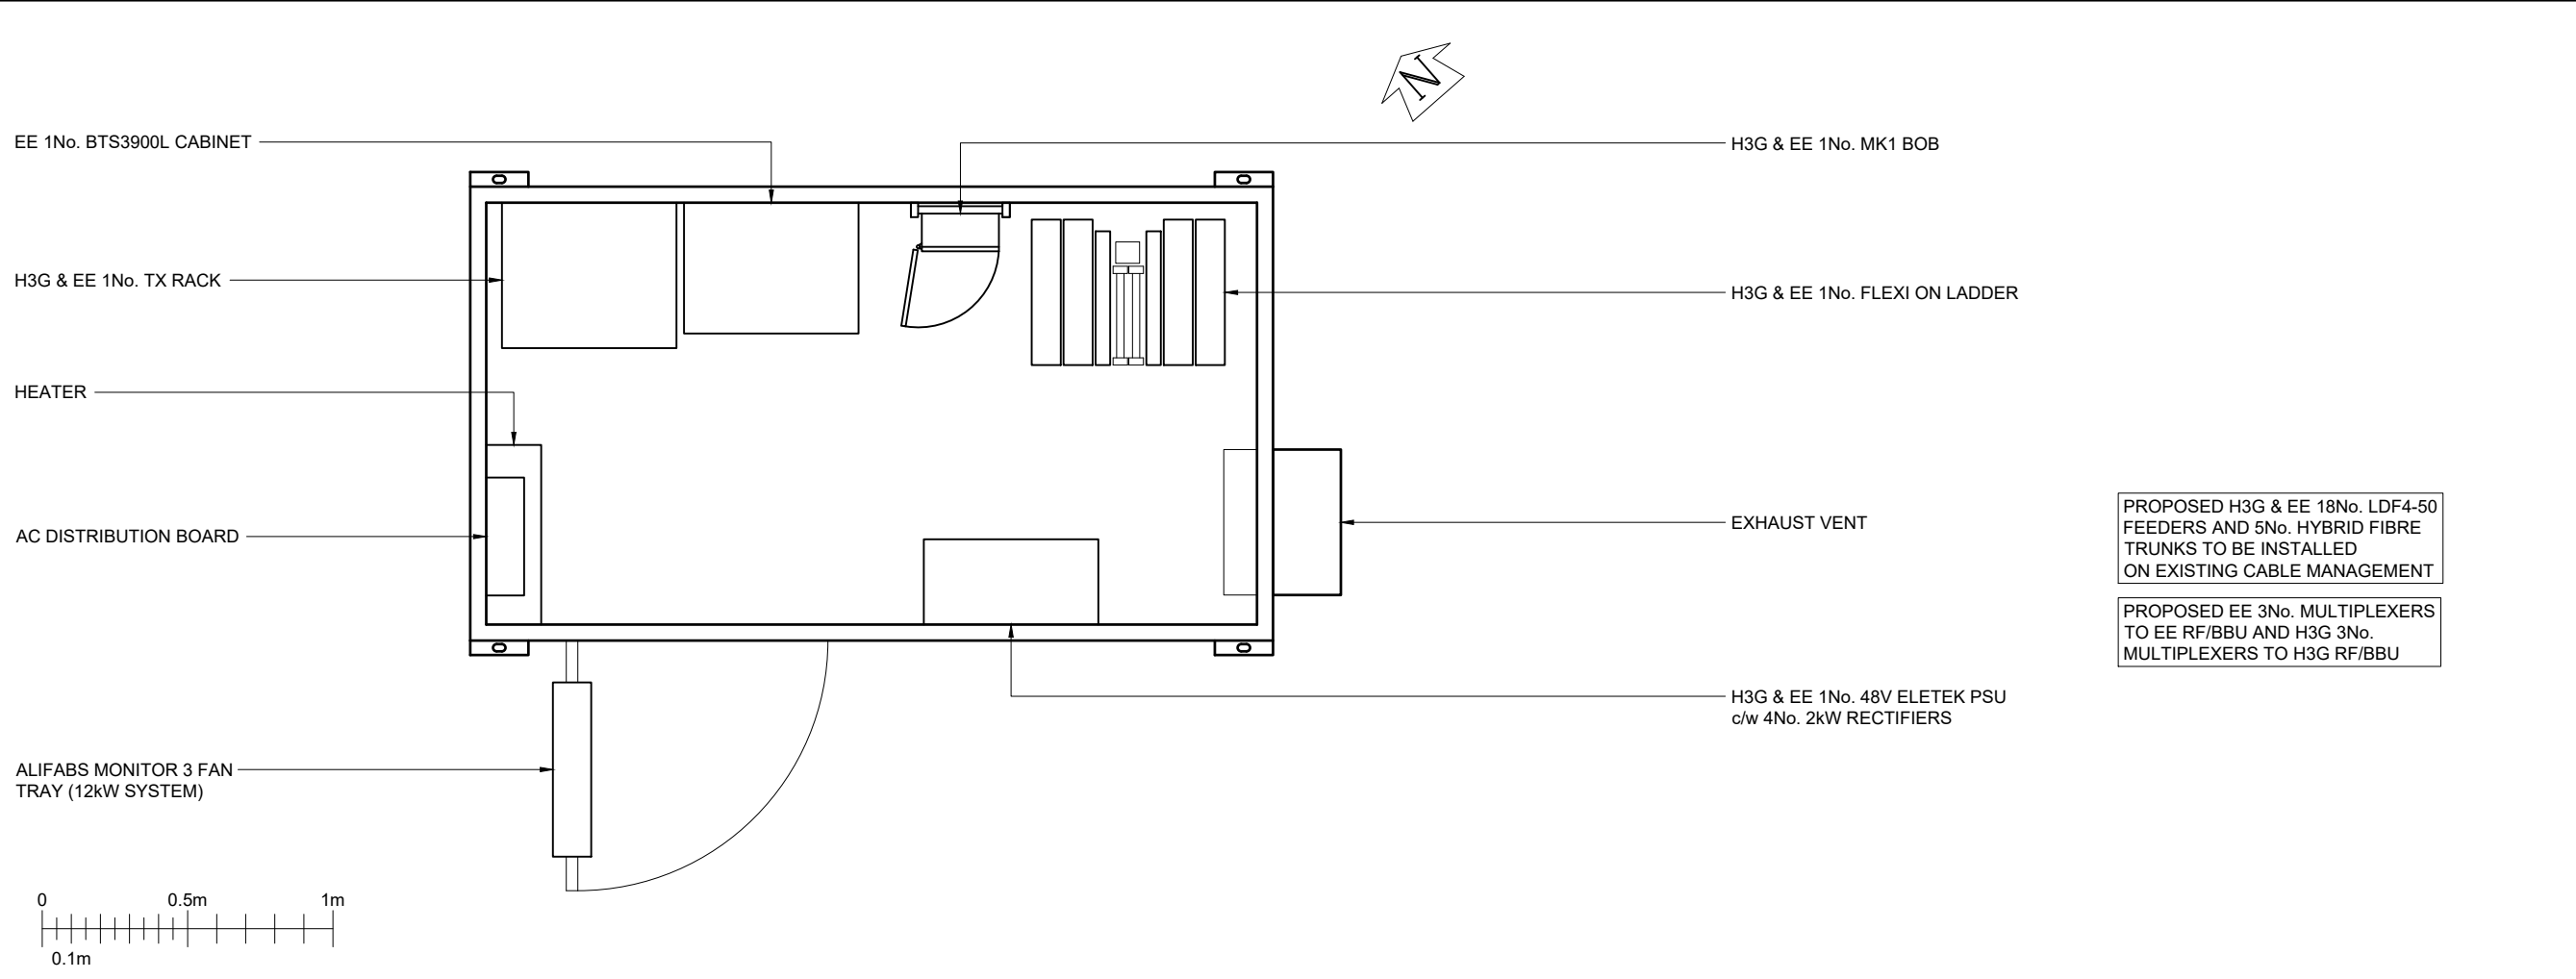 N
EE 1No. BTS3900L CABINET
H3G & EE 1No. MK1 BOB
H3G & EE 1No. TX RACK
H3G & EE 1No. FLEXI ON LADDER
HEATER
AC DISTRIBUTION BOARD
EXHAUST VENT
PROPOSED H3G & EE 18No. LDF4-50
FEEDERS AND 5No. HYBRID FIBRE
TRUNKS TO BE INSTALLED
ON EXISTING CABLE MANAGEMENT
PROPOSED EE 3No. MULTIPLEXERS
TO EE RF/BBU AND H3G 3No.
MULTIPLEXERS TO H3G RF/BBU
H3G & EE 1No. 48V ELETEK PSU
c/w 4No. 2kW RECTIFIERS
ALIFABS MONITOR 3 FAN
TRAY (12kW SYSTEM)
0 0.5m 1m
0.1m